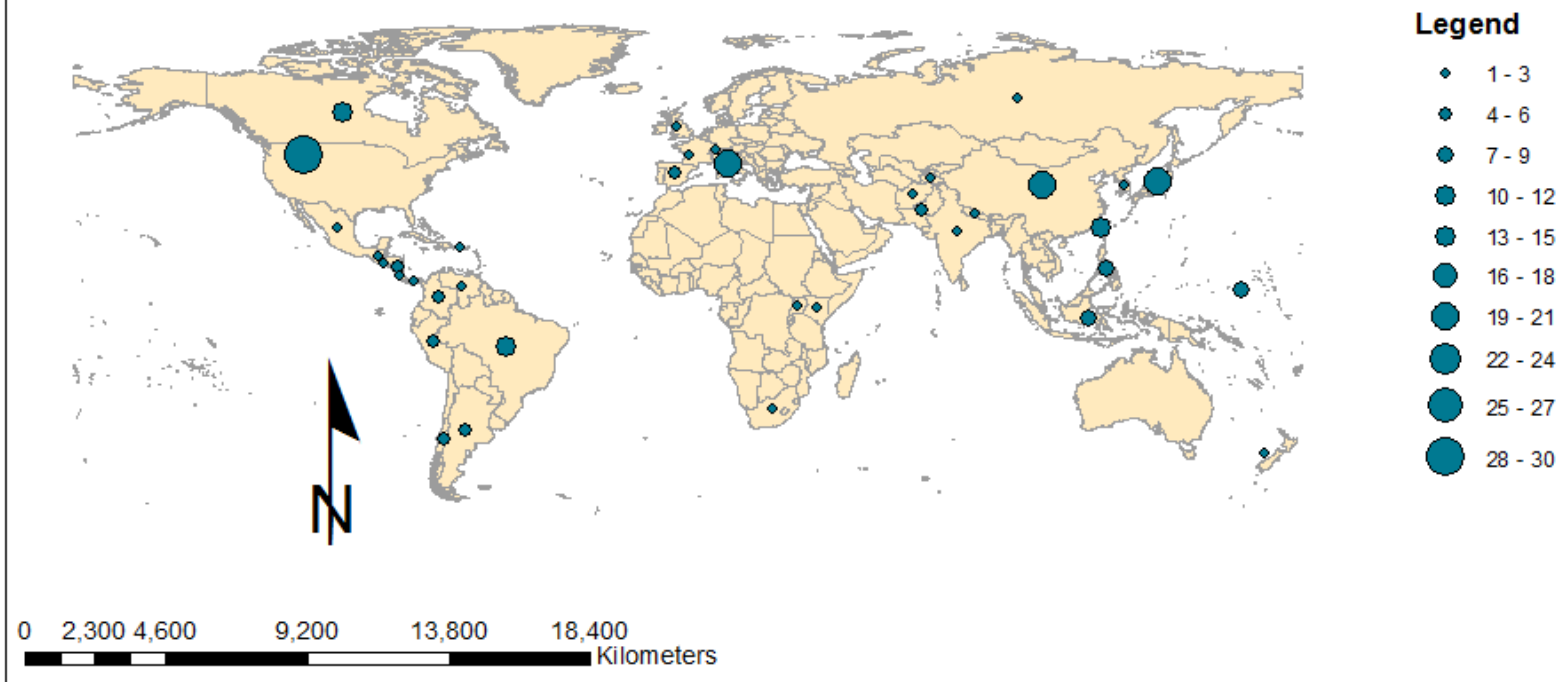 Legend
1 - 3
4 - 6
7 - 9
10 - 12
13 - 15
16 - 18
19 - 21
22 - 24
25 - 27
28 - 30
N
0 2,300 4,600 9,200 13,800 18,400
Kilometers